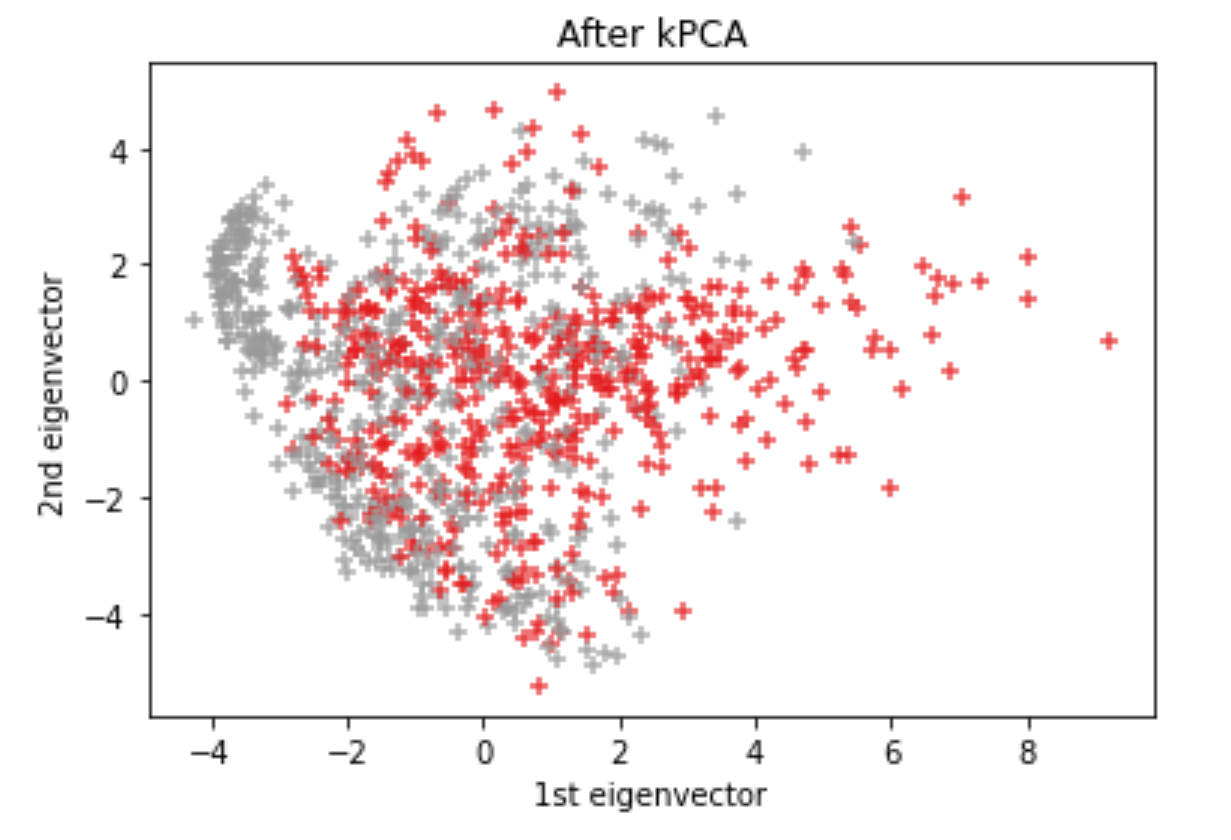 After kPCA
4
2
0
−2
−4
2nd eigenvector
−4 −2 0 2 4 6 8
1st eigenvector